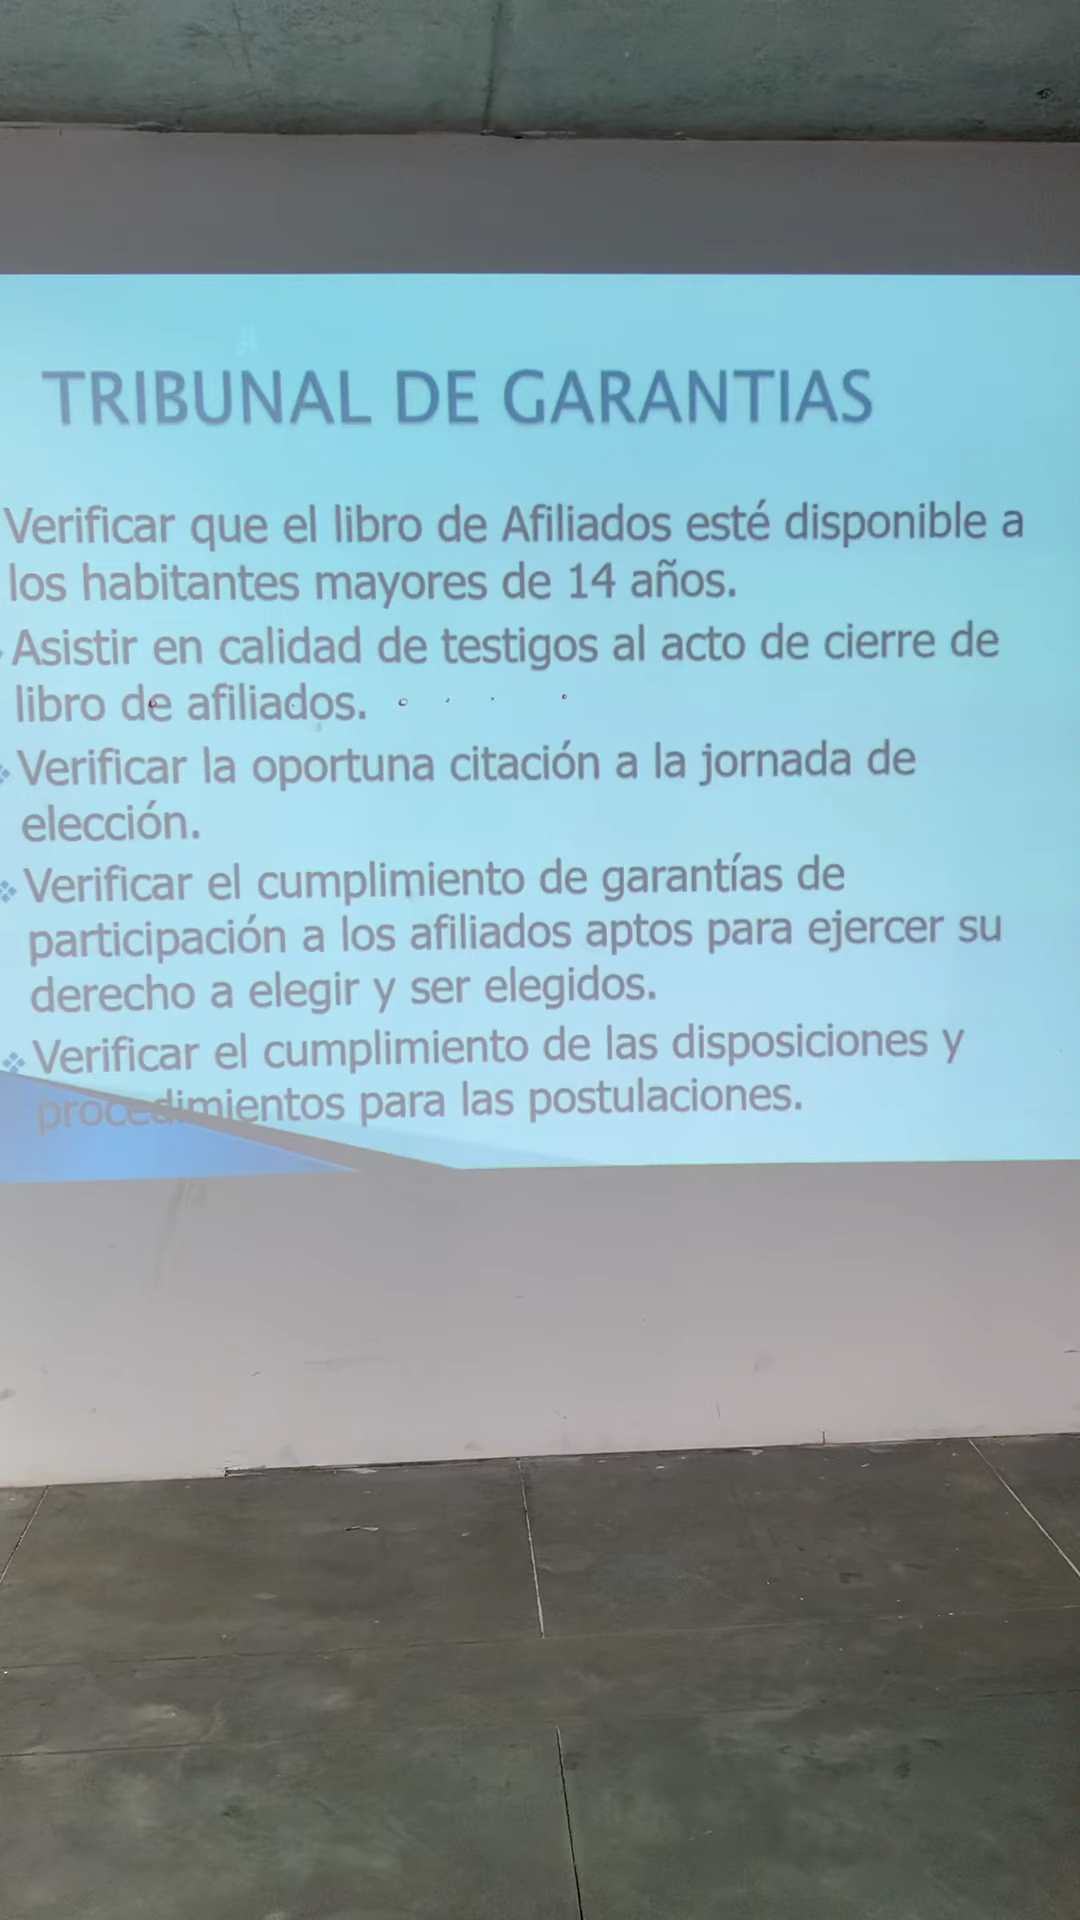 TRIBUNAL DE GARANTIAS
Verificar que el libro de Afiliados esté disponible a
los habitantes mayores de 14 años.
Asistir en calidad de testigos al acto de cierre de
libro de afiliados.
Verificar la oportuna citación a la jornada de
elección.
Verificar el cumplimiento de garantías de
participación a los afiliados aptos para ejercer su
derecho a elegir y ser elegidos.
Verificar el cumplimiento de las disposiciones y
procedimientos para las postulaciones.